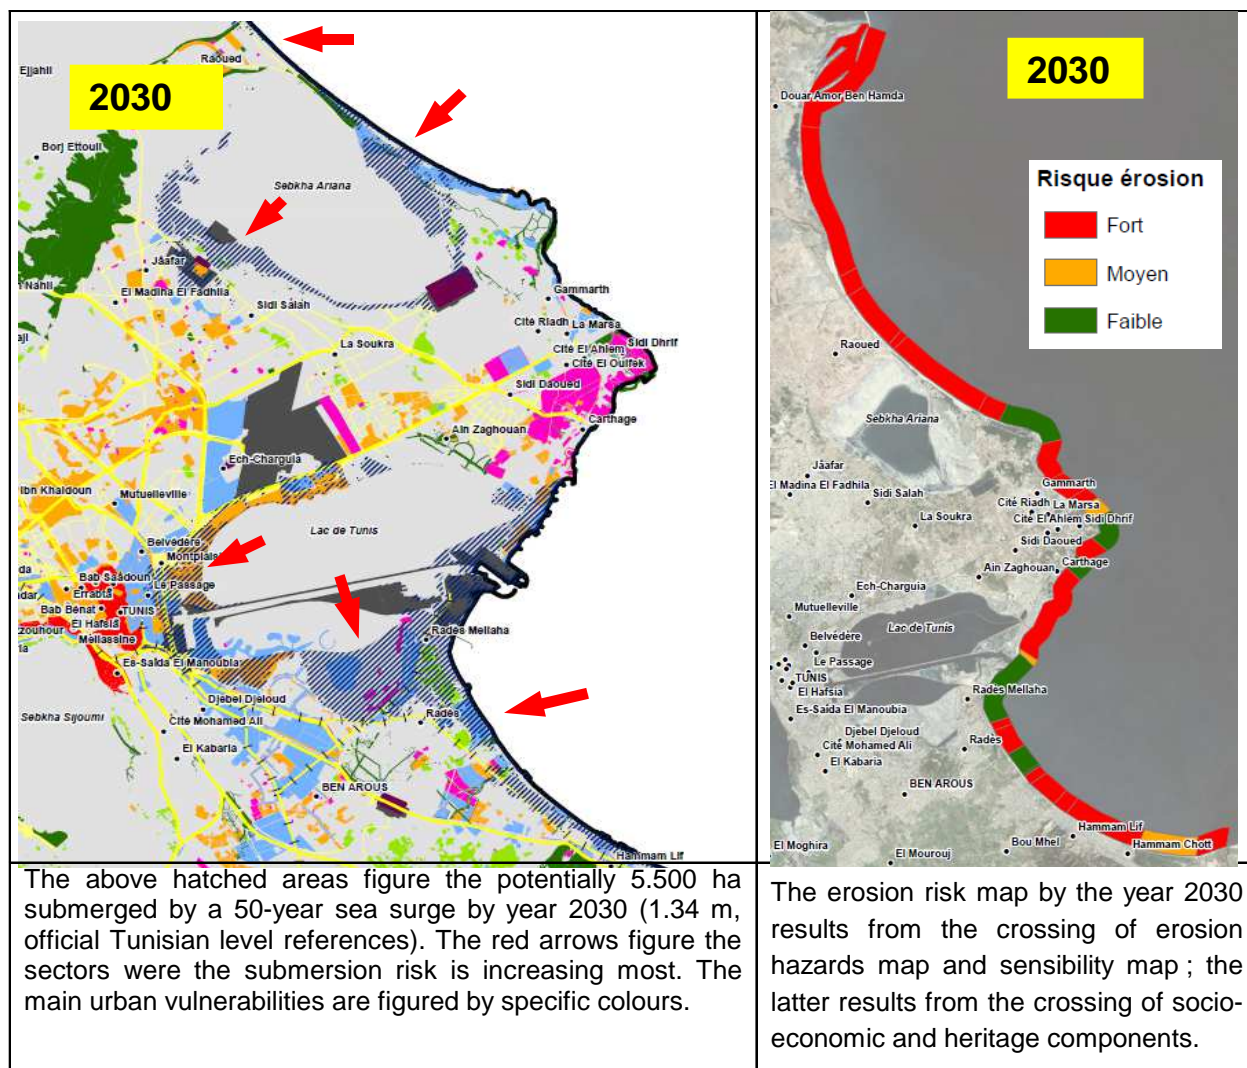 2030
Ejjahli
Raoued
Borj Ettouil
Sebkha Ariana
Jâafar
Nahli
El Madina El Fadhila
Sidi Salah
Gammarth
Cité Riadh
La Marsa
Cité El Ahlem
Sidi Dhrif
Cité El Ouifek
La Soukra
Sidi Daoued
Carthage
Ain Zaghouan
Ech-Charguia
Ibn Khaldoun
Mutuelleville
Lac de Tunis
Belvédère
Montplaisi
Bab Saâdoun
Le Passage
Errabta
Bab Benat
TUNIS
El Hafsia
zouhour
Mellassine
Es-Saïda El Manoubia
Radès Mellaha
Djebel Djeloud
Sebkha Sijoumi
Cité Mohamed Ali
Radès
El Kabaria
BEN AROUS
Hammam Lif
The above hatched areas figure the potentially 5.500 ha
submerged by a 50-year sea surge by year 2030 (1.34 m,
official Tunisian level references). The red arrows figure the
sectors were the submersion risk is increasing most. The
main urban vulnerabilities are figured by specific colours.
2030
Douar Amor Ben Hamda
Risque érosion
Fort
Moyen
Faible
Raoued
Sebkha Ariana
Jâafar
El Madina El Fadhila
Sidi Salah
Gammarth
Cité Riadh
La Marsa
La Soukra
Cité El Ahlem
Sidi Dhrif
Sidi Daoued
Carthage
Ain Zaghouan
Ech-Charguia
Mutuelleville
Lac de Tunis
Belvédère
Le Passage
TUNIS
El Hafsia
Radès Mellaha
Es-Saïda El Manoubia
Djebel Djeloud
Cité Mohamed Ali
Radès
El Kabaria
BEN AROUS
Hammam Lif
El Moghira
El Mourouj
Bou Mhel
Hammam Chott
The erosion risk map by the year 2030
results from the crossing of erosion
hazards map and sensibility map ; the
latter results from the crossing of socio-
economic and heritage components.